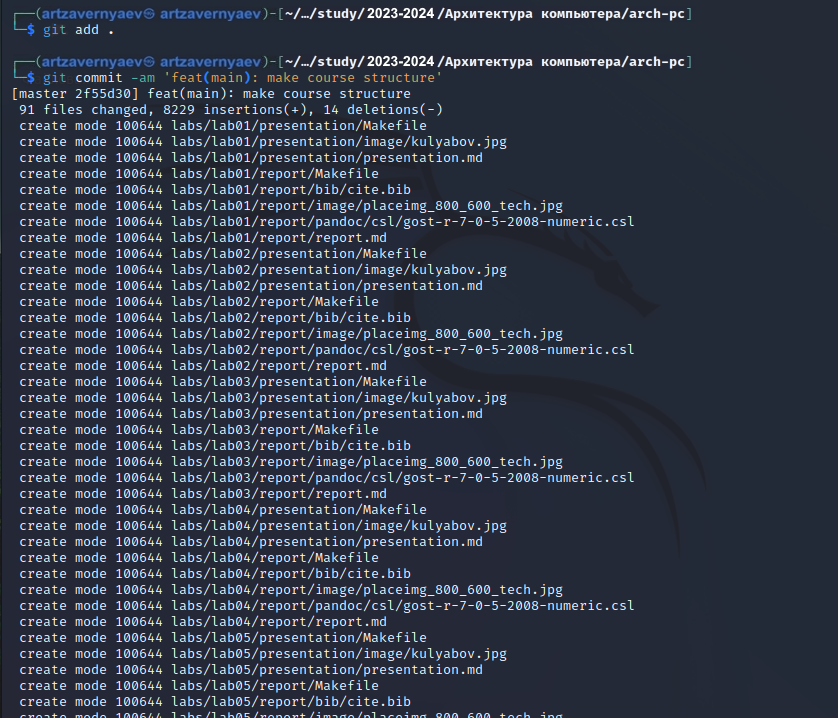 ┌──(artzavernyaev㉿ artzavernyaev)-[~/…/study/2023-2024/Архитектура компьютера/arch-pc]
└─$ git add .
┌──(artzavernyaev㉿ artzavernyaev)-[~/…/study/2023-2024/Архитектура компьютера/arch-pc]
└─$ git commit -am 'feat(main): make course structure'
[master 2f55d30] feat(main): make course structure
 91 files changed, 8229 insertions(+), 14 deletions(-)
 create mode 100644 labs/lab01/presentation/Makefile
 create mode 100644 labs/lab01/presentation/image/kulyabov.jpg
 create mode 100644 labs/lab01/presentation/presentation.md
 create mode 100644 labs/lab01/report/Makefile
 create mode 100644 labs/lab01/report/bib/cite.bib
 create mode 100644 labs/lab01/report/image/placeimg_800_600_tech.jpg
 create mode 100644 labs/lab01/report/pandoc/csl/gost-r-7-0-5-2008-numeric.csl
 create mode 100644 labs/lab01/report/report.md
 create mode 100644 labs/lab02/presentation/Makefile
 create mode 100644 labs/lab02/presentation/image/kulyabov.jpg
 create mode 100644 labs/lab02/presentation/presentation.md
 create mode 100644 labs/lab02/report/Makefile
 create mode 100644 labs/lab02/report/bib/cite.bib
 create mode 100644 labs/lab02/report/image/placeimg_800_600_tech.jpg
 create mode 100644 labs/lab02/report/pandoc/csl/gost-r-7-0-5-2008-numeric.csl
 create mode 100644 labs/lab02/report/report.md
 create mode 100644 labs/lab03/presentation/Makefile
 create mode 100644 labs/lab03/presentation/image/kulyabov.jpg
 create mode 100644 labs/lab03/presentation/presentation.md
 create mode 100644 labs/lab03/report/Makefile
 create mode 100644 labs/lab03/report/bib/cite.bib
 create mode 100644 labs/lab03/report/image/placeimg_800_600_tech.jpg
 create mode 100644 labs/lab03/report/pandoc/csl/gost-r-7-0-5-2008-numeric.csl
 create mode 100644 labs/lab03/report/report.md
 create mode 100644 labs/lab04/presentation/Makefile
 create mode 100644 labs/lab04/presentation/image/kulyabov.jpg
 create mode 100644 labs/lab04/presentation/presentation.md
 create mode 100644 labs/lab04/report/Makefile
 create mode 100644 labs/lab04/report/bib/cite.bib
 create mode 100644 labs/lab04/report/image/placeimg_800_600_tech.jpg
 create mode 100644 labs/lab04/report/pandoc/csl/gost-r-7-0-5-2008-numeric.csl
 create mode 100644 labs/lab04/report/report.md
 create mode 100644 labs/lab05/presentation/Makefile
 create mode 100644 labs/lab05/presentation/image/kulyabov.jpg
 create mode 100644 labs/lab05/presentation/presentation.md
 create mode 100644 labs/lab05/report/Makefile
 create mode 100644 labs/lab05/report/bib/cite.bib
 create mode 100644 labs/lab05/report/image/placeimg_800_600_tech.jpg